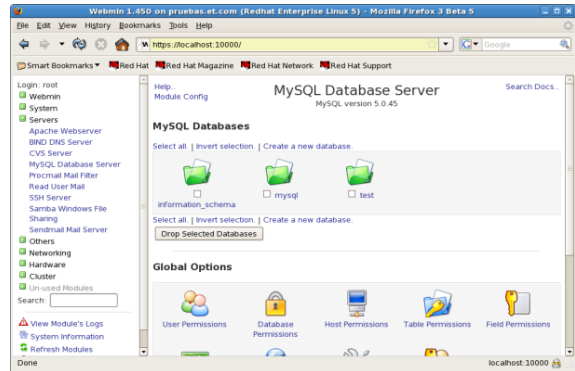 Webmin 1.450 on pruebas.et.com (Redhat Enterprise Linux 5) - Mozilla Firefox 3 Beta 5
File Edit View History Bookmarks Tools Help
https://localhost:10000/
Google
Smart Bookmarks Red Hat Red Hat Magazine Red Hat Network Red Hat Support
Login: root
Webmin
System
Servers
Apache Webserver
BIND DNS Server
CVS Server
MySQL Database Server
Procmail Mail Filter
Read User Mail
SSH Server
Samba Windows File
Sharing
Sendmail Mail Server
Others
Networking
Hardware
Cluster
Un-used Modules
Search:
View Module's Logs
System Information
Refresh Modules
Help..
Module Config
MySQL Database Server
MySQL version 5.0.45
Search Docs..
MySQL Databases
Select all. | Invert selection. | Create a new database.
information_schema
mysql
test
Select all. | Invert selection. | Create a new database.
Drop Selected Databases
Global Options
User Permissions
Database
Permissions
Host Permissions
Table Permissions
Field Permissions
Done
localhost:10000